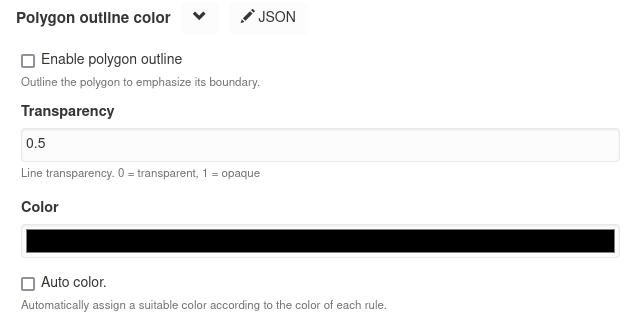 Polygon outline color JSON
Enable polygon outline
Outline the polygon to emphasize its boundary.
Transparency
0.5
Line transparency. 0 = transparent, 1 = opaque
Color
Auto color.
Automatically assign a suitable color according to the color of each rule.